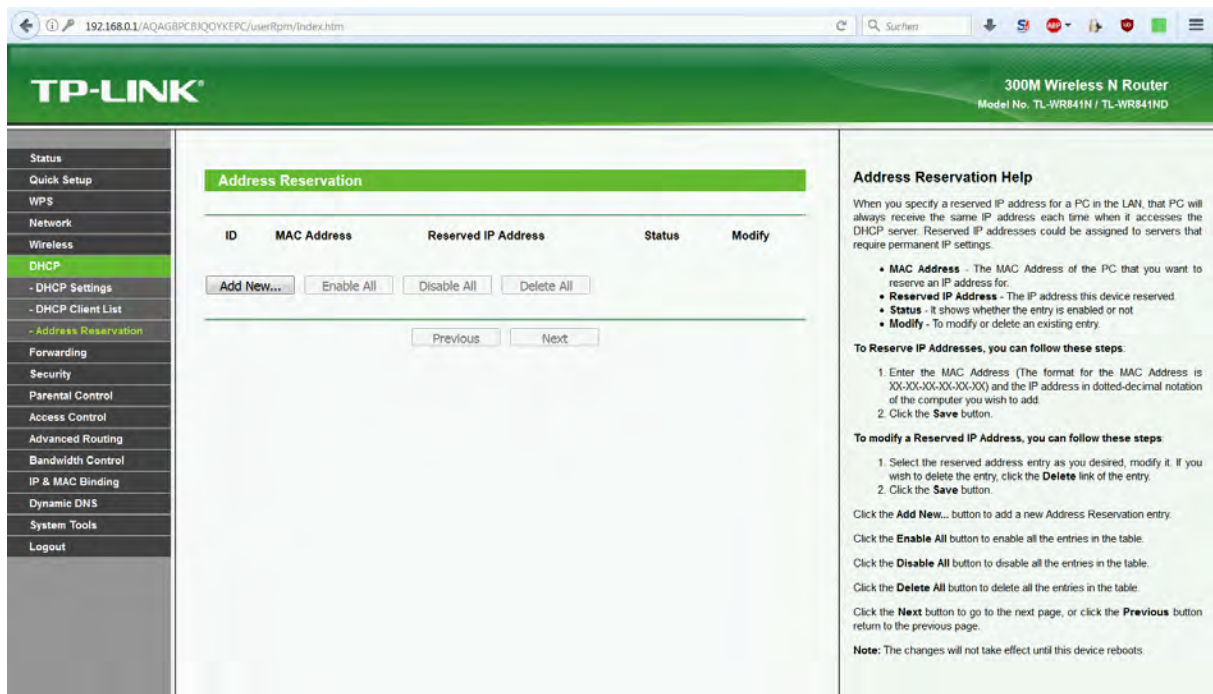 192.168.0.1/AQAGBPCBJQOYKEPC/userRpm/Index.htm
Suchen
ABP
TP-LINK®
300M Wireless N Router
Model No. TL-WR841N / TL-WR841ND
Status
Quick Setup
WPS
Network
Wireless
DHCP
- DHCP Settings
- DHCP Client List
- Address Reservation
Forwarding
Security
Parental Control
Access Control
Advanced Routing
Bandwidth Control
IP & MAC Binding
Dynamic DNS
System Tools
Logout
Address Reservation
ID MAC Address Reserved IP Address Status Modify
Add New... Enable All Disable All Delete All
Previous Next
Address Reservation Help
When you specify a reserved IP address for a PC in the LAN, that PC will
always receive the same IP address each time when it accesses the
DHCP server. Reserved IP addresses could be assigned to servers that
require permanent IP settings.
• MAC Address - The MAC Address of the PC that you want to
reserve an IP address for.
• Reserved IP Address - The IP address this device reserved.
• Status - It shows whether the entry is enabled or not
• Modify - To modify or delete an existing entry.
To Reserve IP Addresses, you can follow these steps:
1. Enter the MAC Address (The format for the MAC Address is
XX-XX-XX-XX-XX-XX) and the IP address in dotted-decimal notation
of the computer you wish to add.
2. Click the Save button.
To modify a Reserved IP Address, you can follow these steps:
1. Select the reserved address entry as you desired, modify it. If you
wish to delete the entry, click the Delete link of the entry.
2. Click the Save button.
Click the Add New... button to add a new Address Reservation entry.
Click the Enable All button to enable all the entries in the table.
Click the Disable All button to disable all the entries in the table.
Click the Delete All button to delete all the entries in the table.
Click the Next button to go to the next page, or click the Previous button
return to the previous page.
Note: The changes will not take effect until this device reboots.